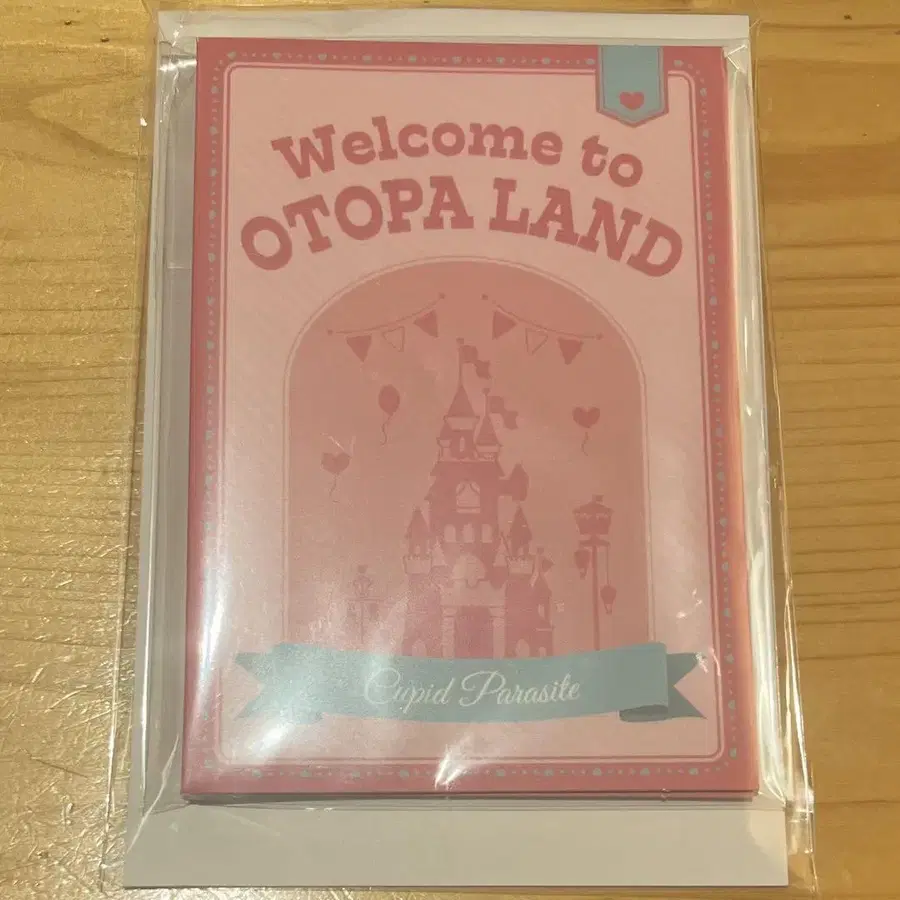 Welcome to
OTOPA LAND
Cupid Parasite